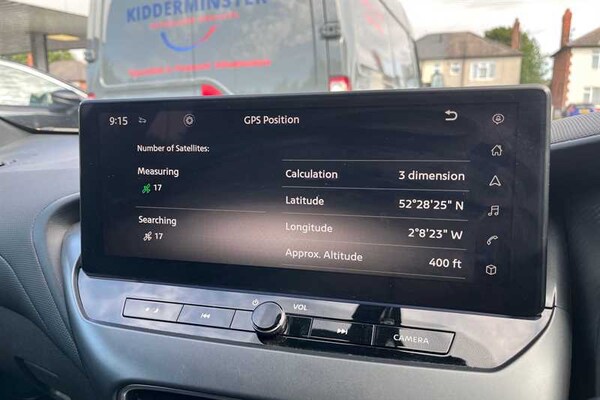 KIDDERMINSTER
9:15
GPS Position
Number of Satellites:
Measuring
17
Searching
17
Calculation 3 dimension
Latitude 52°28'25" N
Longitude 2°8'23" W
Approx. Altitude 400 ft
VOL
CAMERA